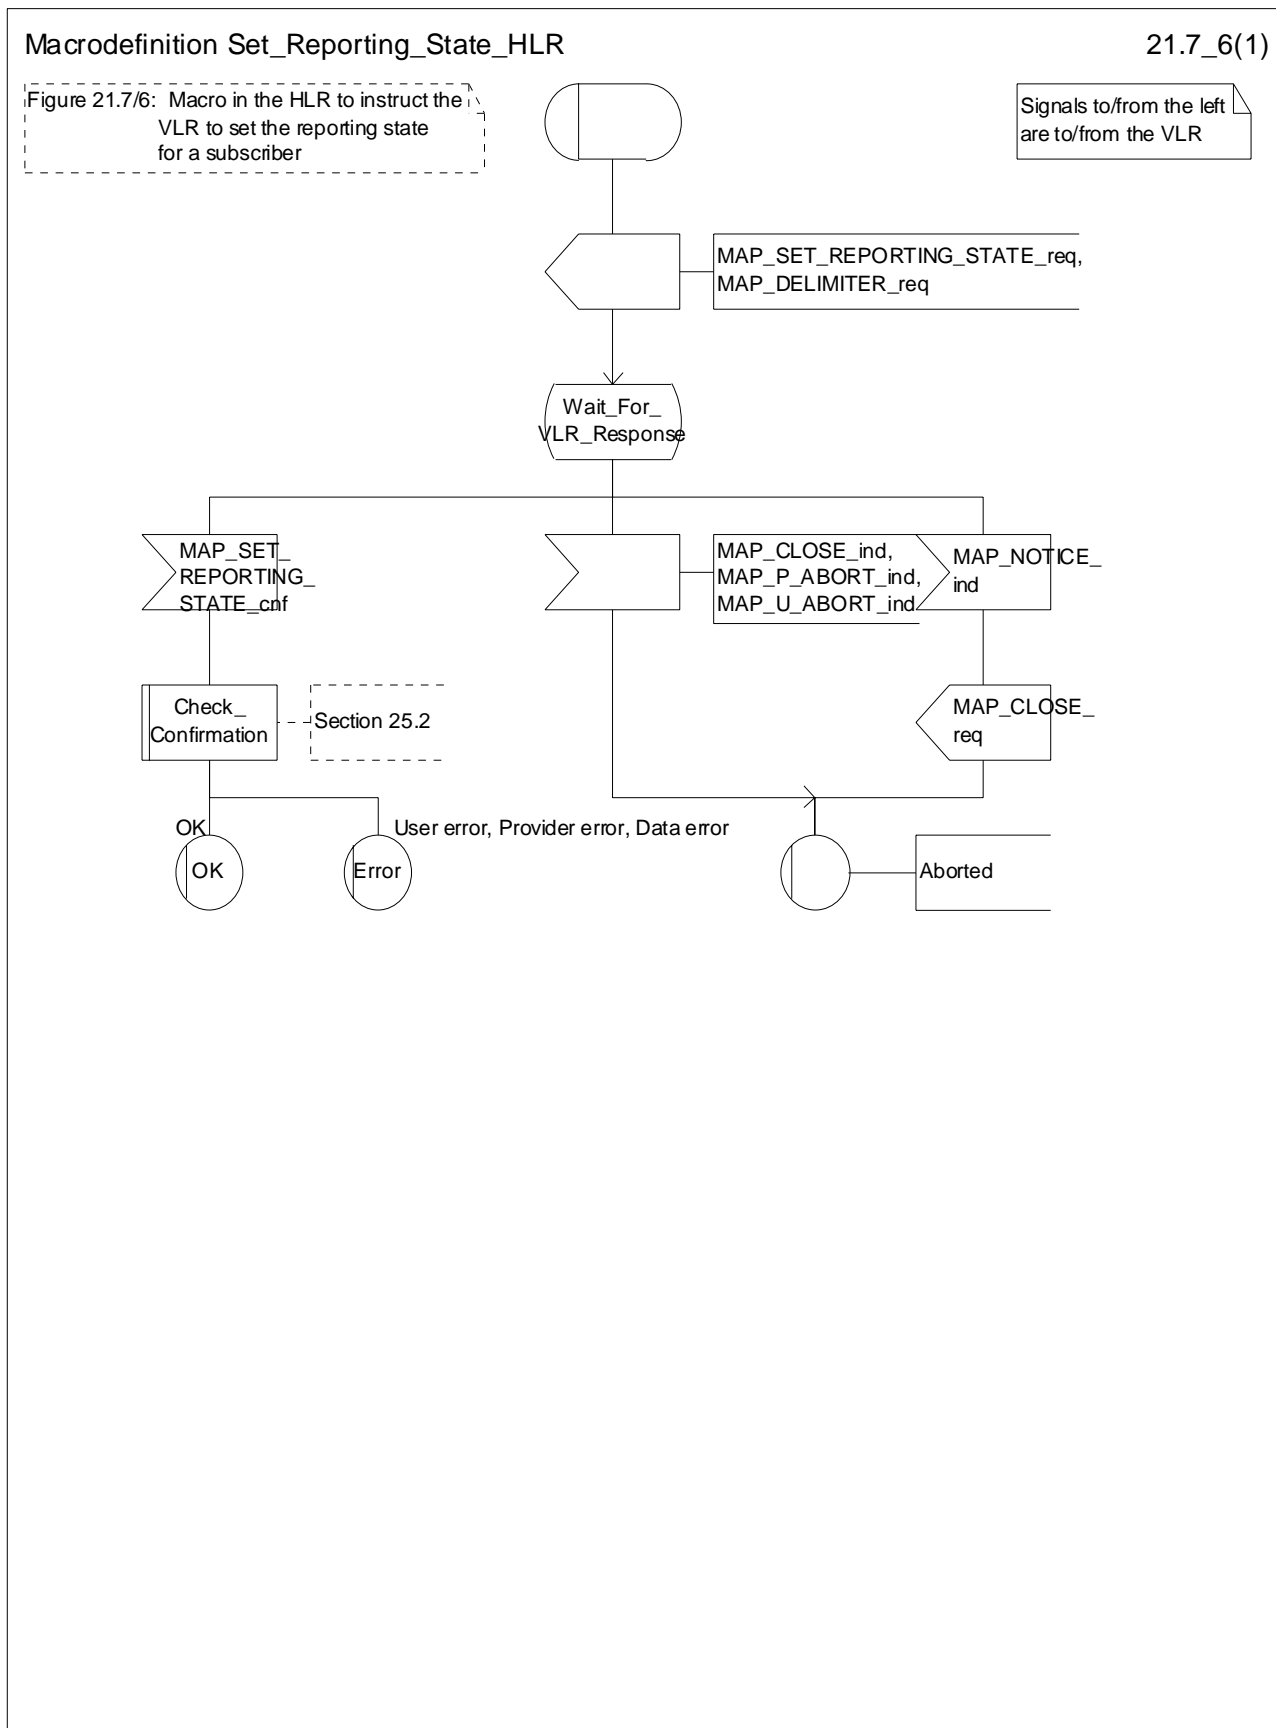 Macrodefinition Set_Reporting_State_HLR
21.7_6(1)
Figure 21.7/6: Macro in the HLR to instruct the
VLR to set the reporting state
for a subscriber
Signals to/from the left
are to/from the VLR
MAP_SET_REPORTING_STATE_req,
MAP_DELIMITER_req
Wait_For_
VLR_Response
MAP_SET_
REPORTING_
STATE_cnf
MAP_CLOSE_ind,
MAP_P_ABORT_ind,
MAP_U_ABORT_ind
MAP_NOTICE_
ind
Check_
Confirmation
Section 25.2
MAP_CLOSE_
req
OK
User error, Provider error, Data error
OK
Error
Aborted